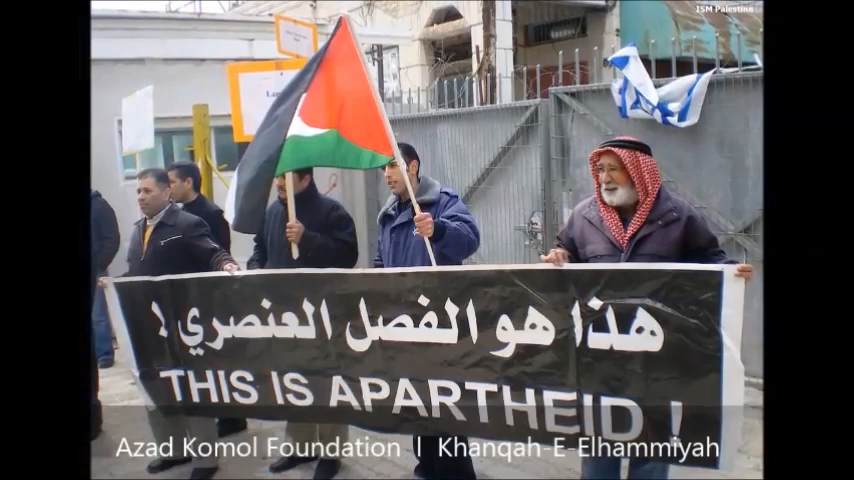 ISM Palestine
هذا هو الفصل العنصري !
THIS IS APARTHEID !
Azad Komol Foundation I Khanqah-E-Elhammiyah